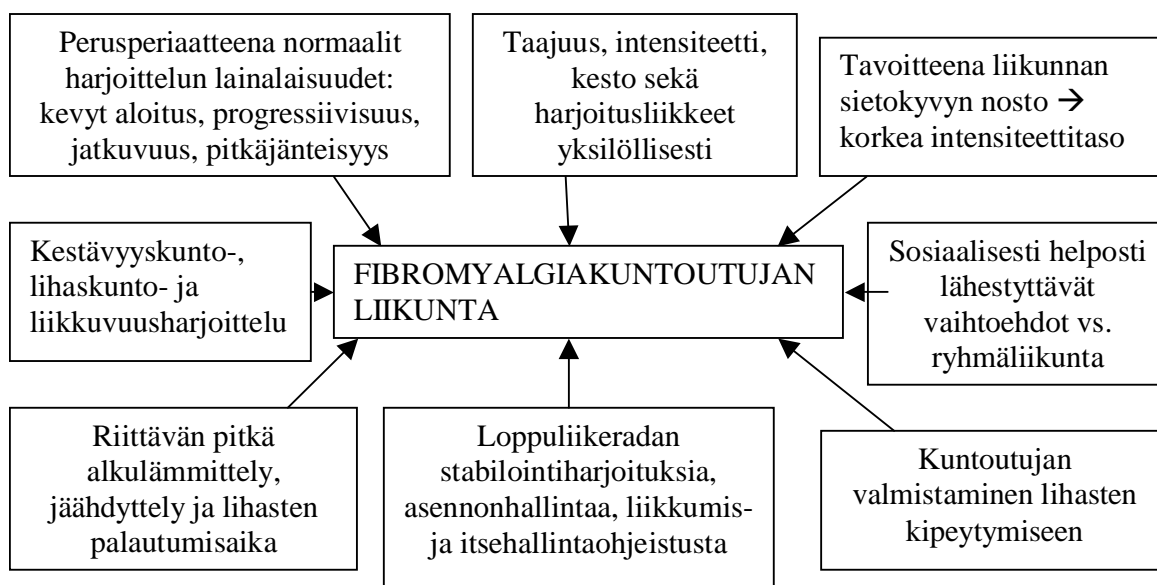 Perusperiaatteena normaalit
harjoittelun lainalaisuudet:
kevyt aloitus, progressiivisuus,
jatkuvuus, pitkäjänteisyys
Taajuus, intensiteetti,
kesto sekä
harjoitusliikkeet
yksilöllisesti
Tavoitteena liikunnan
sietokyvyn nosto →
korkea intensiteettitaso
Kestävyyskunto-,
lihaskunto- ja
liikkuvuusharjoittelu
FIBROMYALGIAKUNTOUTUJAN
LIIKUNTA
Sosiaalisesti helposti
lähestyttävät
vaihtoehdot vs.
ryhmäliikunta
Riittävän pitkä
alkulämmittely,
jäähdyttely ja lihasten
palautumisaika
Loppuliikeradan
stabilointiharjoituksia,
asennonhallintaa, liikkumis-
ja itsehallintaohjeistusta
Kuntoutujan
valmistaminen lihasten
kipeytymiseen